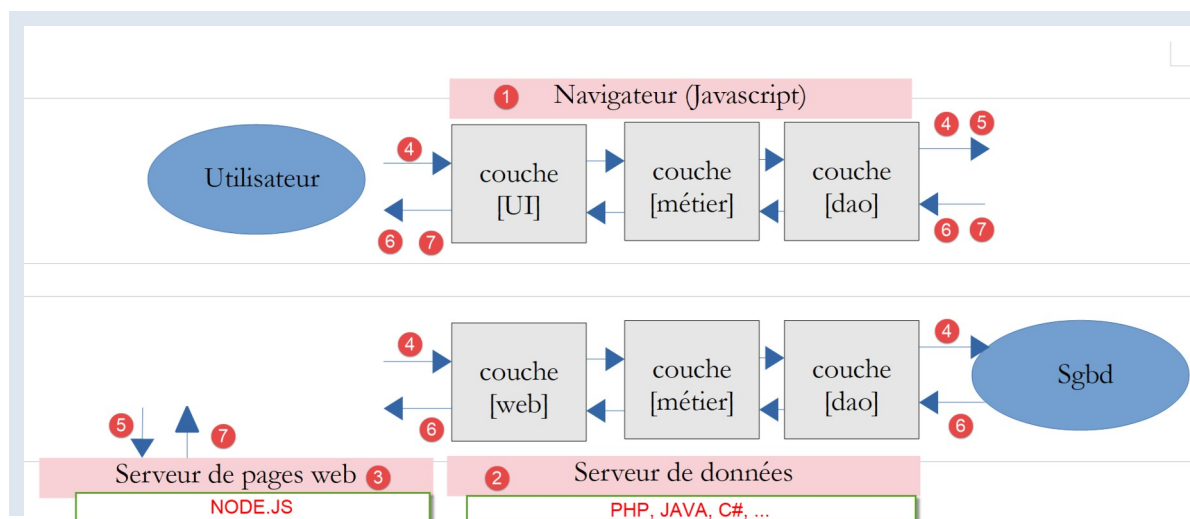 1 Navigateur (Javascript)
4 4 5
Utilisateur
couche
[UI]
couche
[métier]
couche
[dao]
6 7 6 7
4 4
couche
[web]
couche
[métier]
couche
[dao]
Sgbd
5 7 6 6
Serveur de pages web 3
2 Serveur de données
NODE.JS
PHP, JAVA, C#, ...